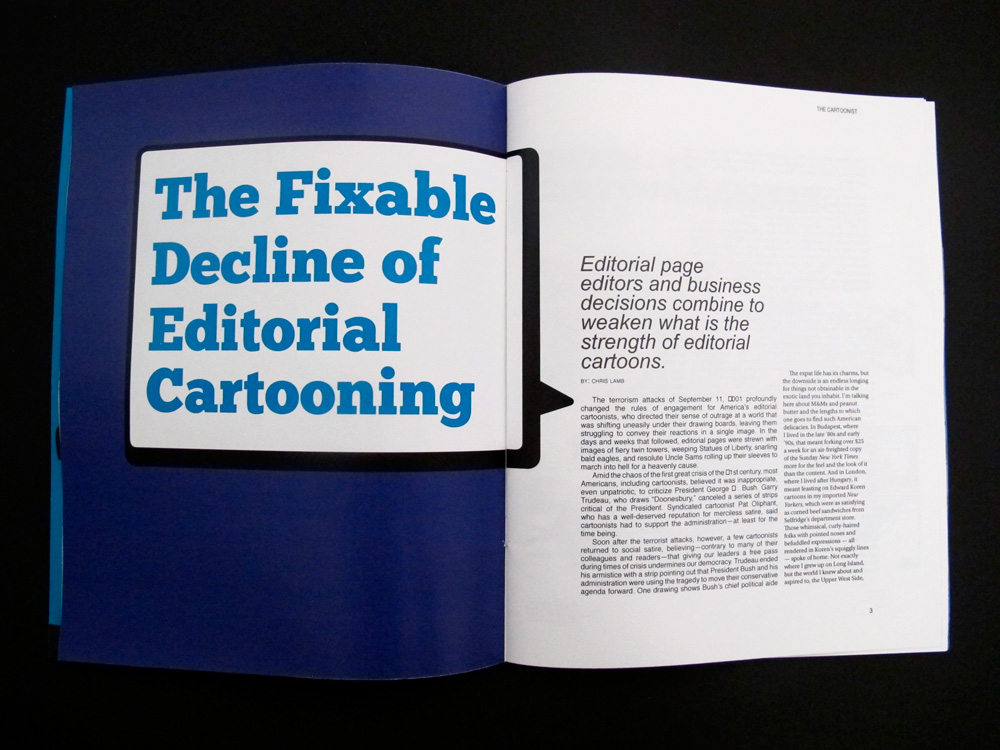 The Fixable
Decline of
Editorial
Cartooning
THE CARTOONIST
Editorial page
editors and business
decisions combine to
weaken what is the
strength of editorial
cartoons.
BY: CHRIS LAMB
The terrorism attacks of September 11, □001 profoundly
changed the rules of engagement for America's editorial
cartoonists, who directed their sense of outrage at a world that
was shifting uneasily under their drawing boards, leaving them
struggling to convey their reactions in a single image. In the
days and weeks that followed, editorial pages were strewn with
images of fiery twin towers, weeping Statues of Liberty, snarling
bald eagles, and resolute Uncle Sams rolling up their sleeves to
march into hell for a heavenly cause.
Amid the chaos of the first great crisis of the □1st century, most
Americans, including cartoonists, believed it was inappropriate,
even unpatriotic, to criticize President George □. Bush. Garry
Trudeau, who draws "Doonesbury," canceled a series of strips
critical of the President. Syndicated cartoonist Pat Oliphant,
who has a well-deserved reputation for merciless satire, said
cartoonists had to support the administration—at least for the
time being.
Soon after the terrorist attacks, however, a few cartoonists
returned to social satire, believing—contrary to many of their
colleagues and readers—that giving our leaders a free pass
during times of crisis undermines our democracy. Trudeau ended
his armistice with a strip pointing out that President Bush and his
administration were using the tragedy to move their conservative
agenda forward. One drawing shows Bush's chief political aide
The expat life has its charms, but
the downside is an endless longing
for things not obtainable in the
exotic land you inhabit. I'm talking
here about M&Ms and peanut
butter and the lengths to which
one goes to find such American
delicacies. In Budapest, where
I lived in the late '80s and early
'90s, that meant forking over $25
a week for an air-freighted copy
of the Sunday New York Times
more for the feel and the look of it
than the content. And in London,
where I lived after Hungary, it
meant feasting on Edward Koren
cartoons in my imported New
Yorkers, which were as satisfying
as corned beef sandwiches from
Selfridge's department store.
Those whimsical, curly-haired
folks with pointed noses and
befuddled expressions — all
rendered in Koren's squiggly lines
— spoke of home. Not exactly
where I grew up on Long Island,
but the world I knew about and
aspired to, the Upper West Side,
3